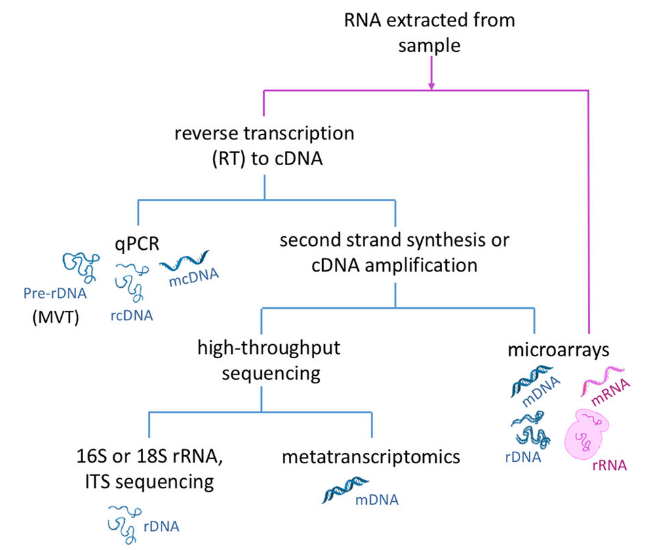 RNA extracted from
sample
reverse transcription
(RT) to cDNA
qPCR
Pre-rDNA
(MVT)
rcDNA
mcDNA
second strand synthesis or
cDNA amplification
high-throughput
sequencing
microarrays
mDNA
mRNA
rDNA
rRNA
16S or 18S rRNA,
ITS sequencing
rDNA
metatranscriptomics
mDNA